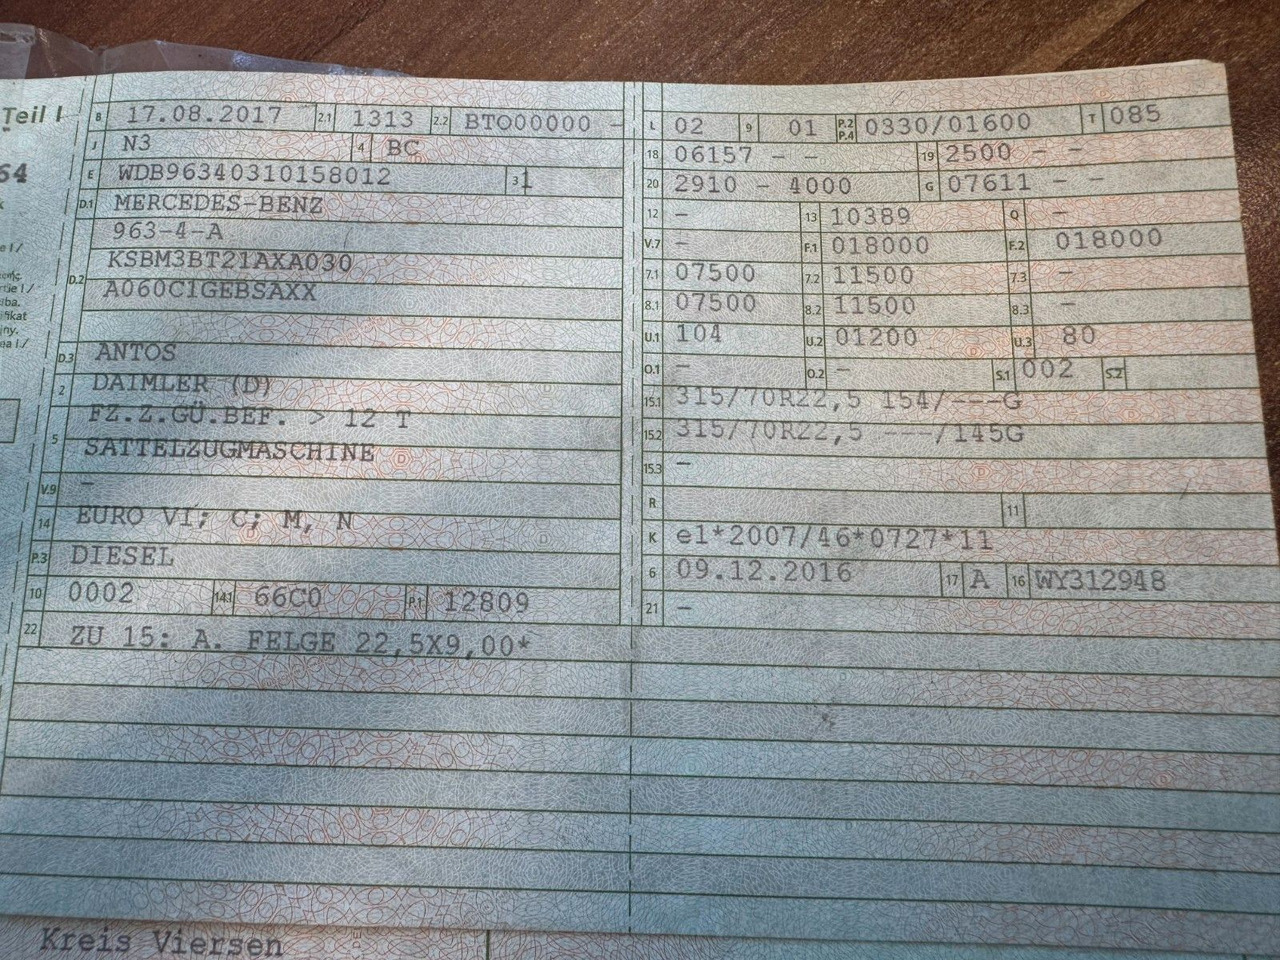 Teil I
64
B 17.08.2017 2.1 1313 2.2 BTO00000 -
J N3 4 BC
E WDB96340310158012 3 1
D.1 MERCEDES-BENZ
963-4-A
D.2 KSBM3BT21AXA030
A060C1GEBSAXX
D.3 ANTOS
2 DAIMLER (D)
5 FZ.Z.GÜ.BEF. > 12 T
SATTELZUGMASCHINE
V.9 -
14 EURO VI; C; M, N
P.3 DIESEL
10 0002 14.1 66C0 P.1 12809
22 ZU 15: A. FELGE 22,5X9,00*
L 02 9 01 P.2 P.4 0330/01600 T 085
18 06157 - - 19 2500 - -
20 2910 - 4000 G 07611 - -
12 - 13 10389 Q -
V.7 - F.1 018000 F.2 018000
7.1 07500 7.2 11500 7.3 -
8.1 07500 8.2 11500 8.3 -
U.1 104 U.2 01200 U.3 80
O.1 - O.2 - S.1 002 S.2
15.1 315/70R22,5 154/---G
15.2 315/70R22,5 ---/145G
15.3 -
R 11
K e1*2007/46*0727*11
6 09.12.2016 17 A 16 WY312948
21 -
Kreis Viersen